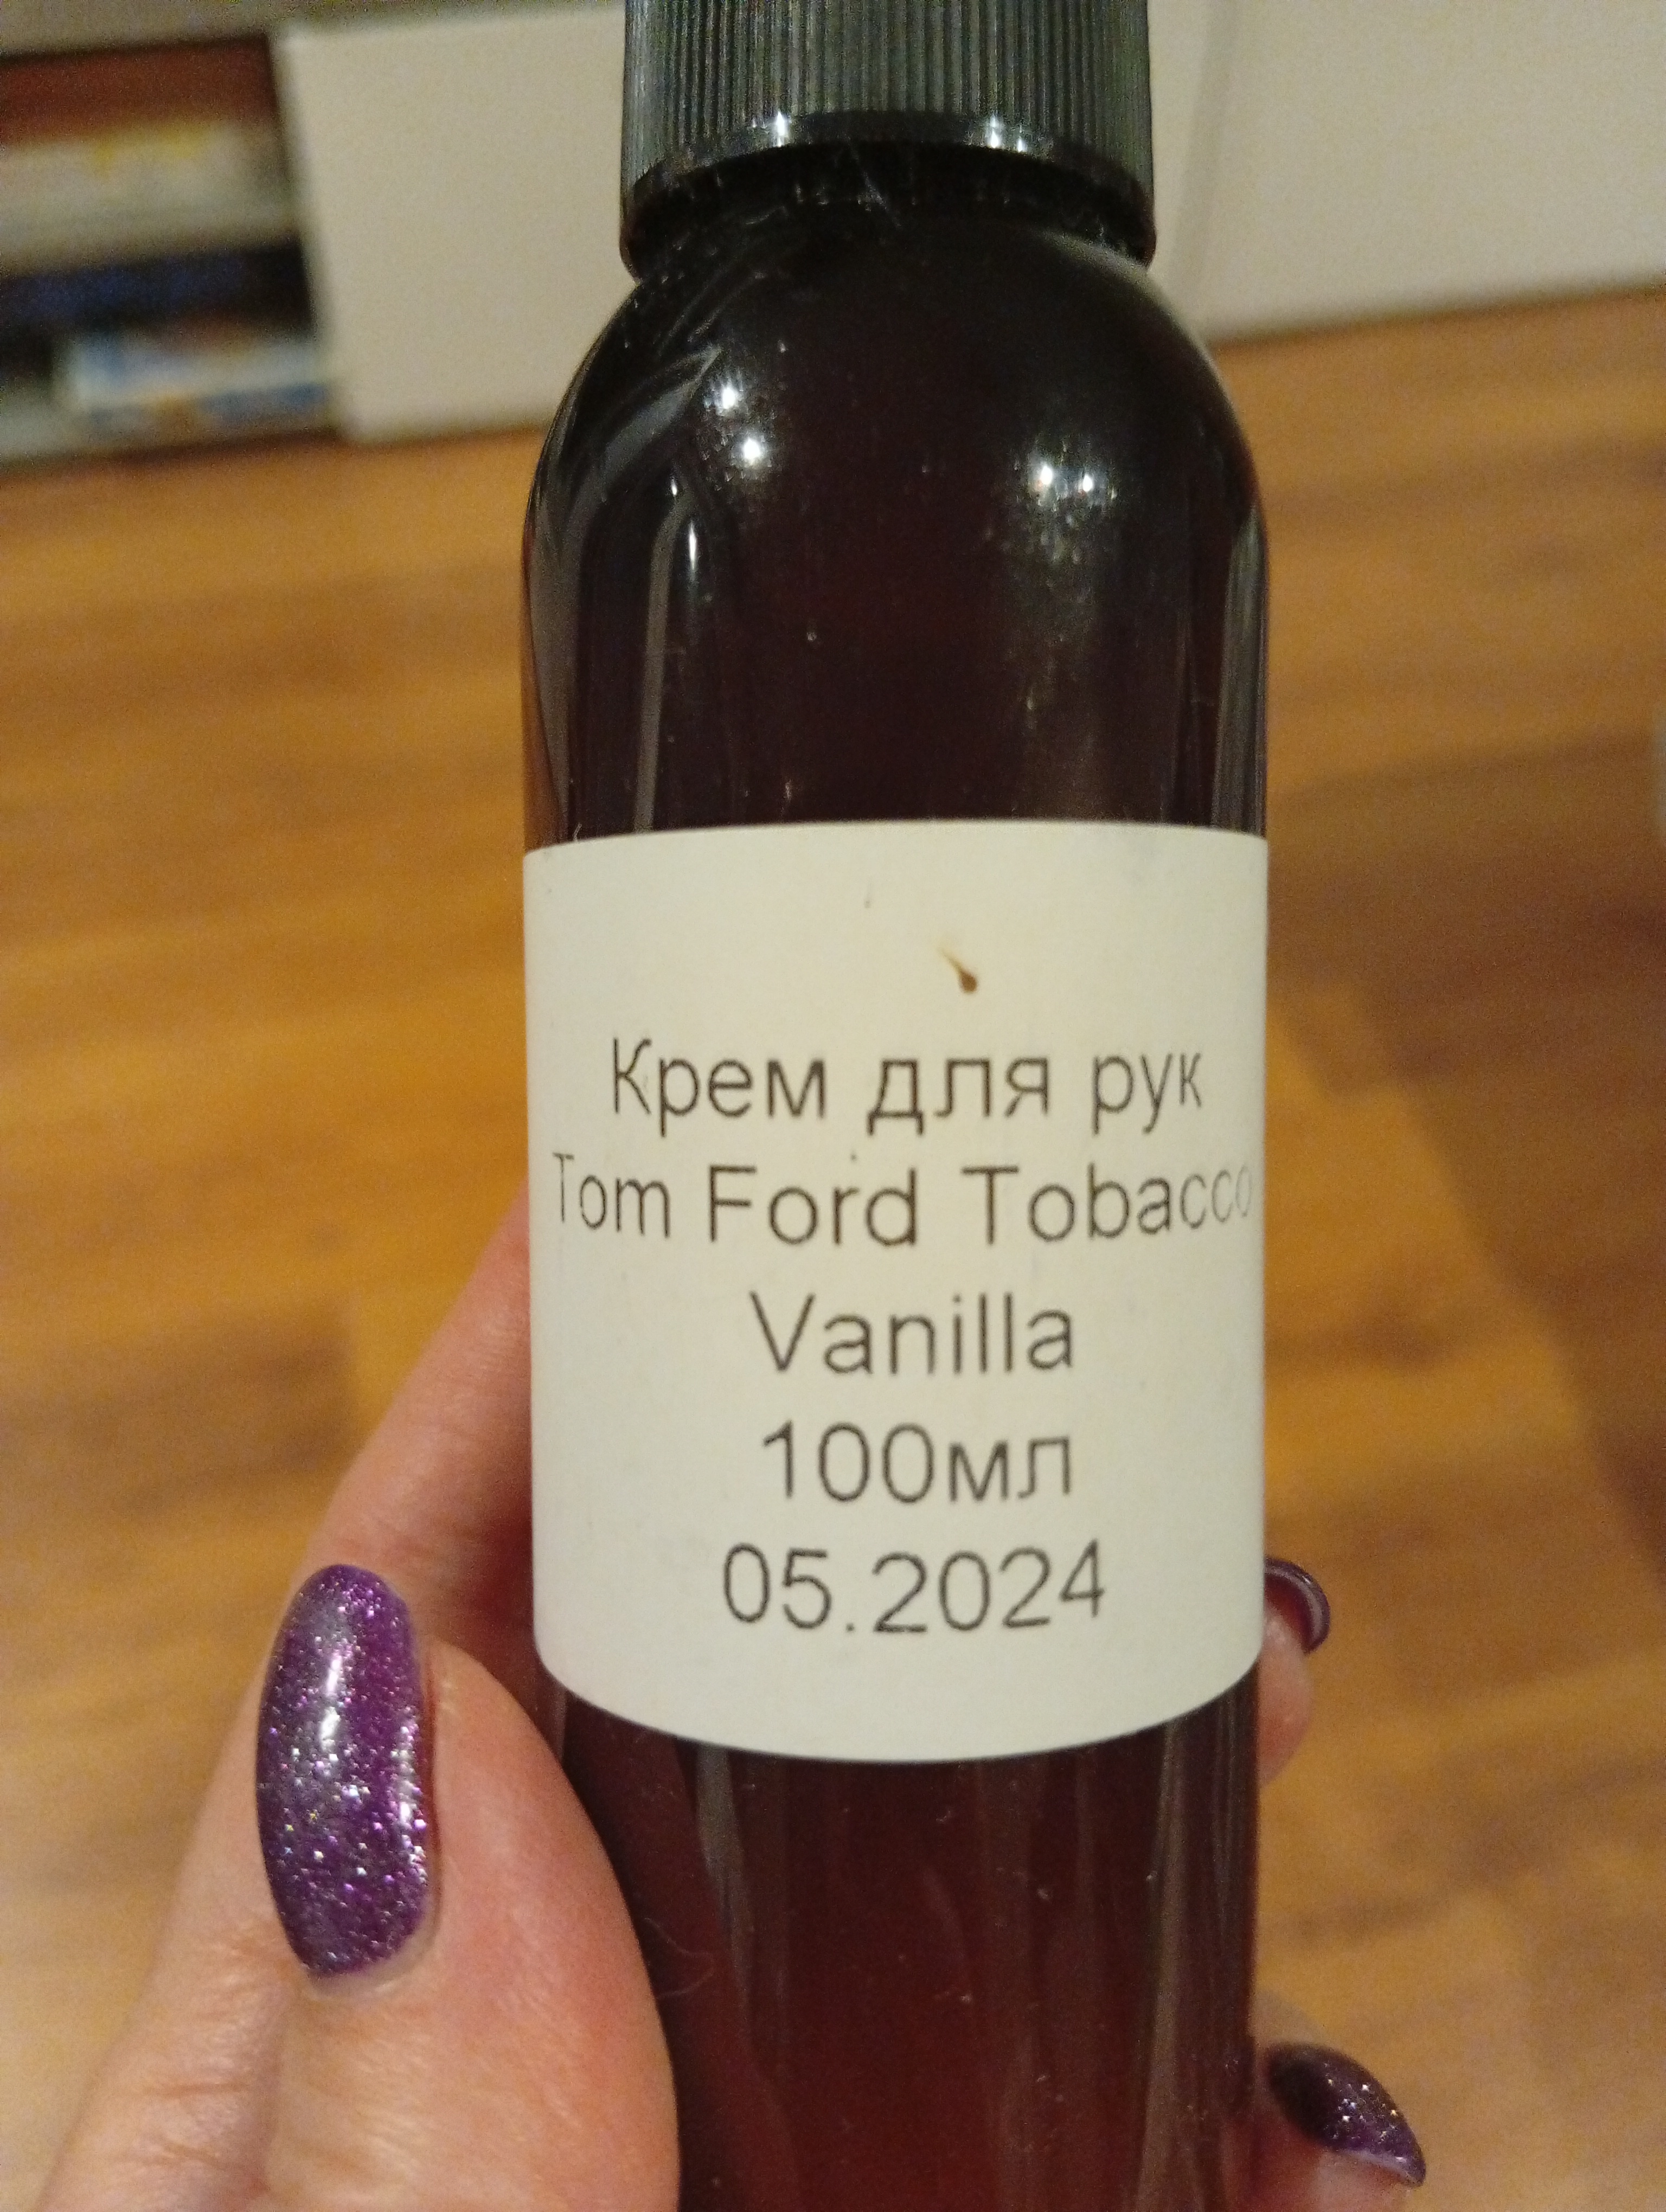 Крем для рук
Tom Ford Tobacco
Vanilla
100мл
05.2024